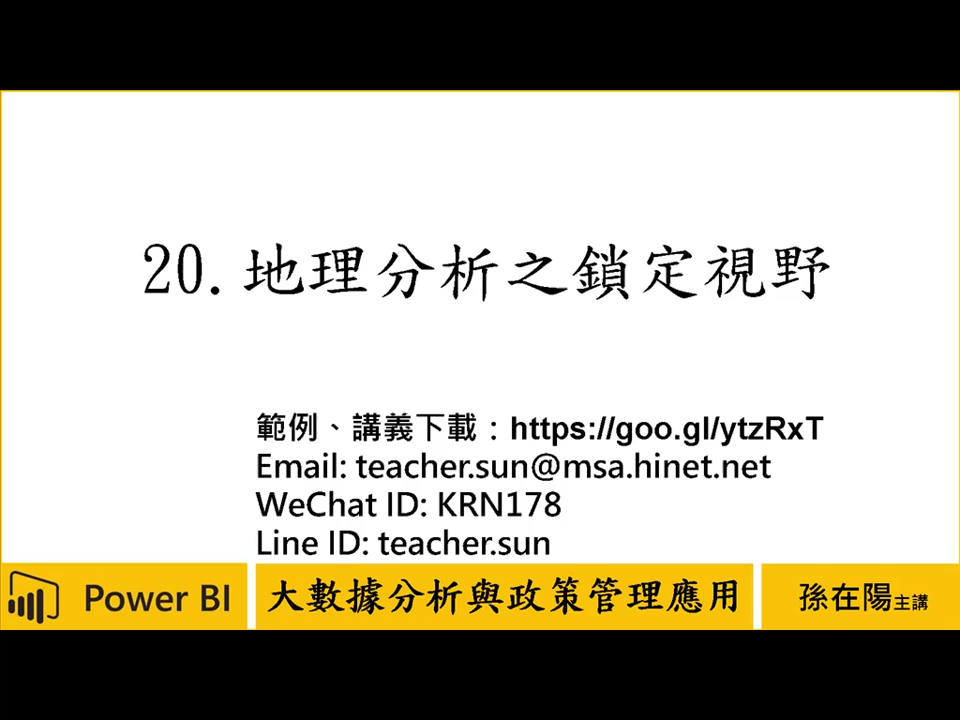 20.地理分析之鎖定視野
範例、講義下載：https://goo.gl/ytzRxT
Email: teacher.sun@msa.hinet.net
WeChat ID: KRN178
Line ID: teacher.sun
Power BI
大數據分析與政策管理應用
孫在陽主講